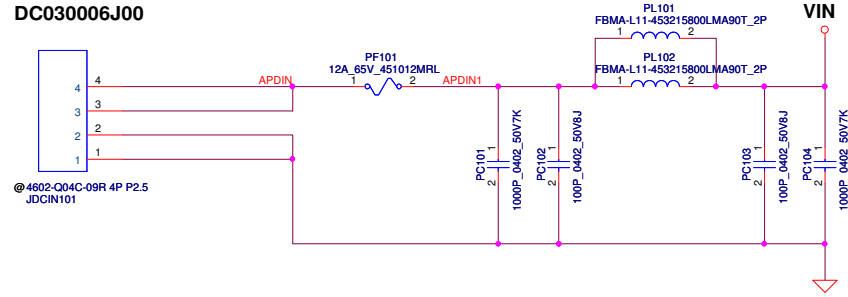 DC030006J00
PL101
FBMA-L11-453215800LMA90T_2P
1 2
VIN
PF101
12A_65V_451012MRL
PL102
FBMA-L11-453215800LMA90T_2P
4 4 APDIN 1 2 APDIN1 1 2
3 3
2 2
1 1
PC101 1 2 1000P_0402_50V7K
PC102 1 2 100P_0402_50V8J
PC103 1 2 100P_0402_50V8J
PC104 1 2 1000P_0402_50V7K
@ 4602-Q04C-09R 4P P2.5
JDCIN101